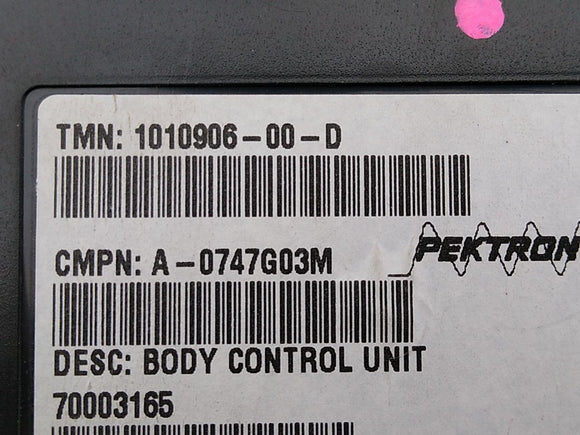 TMN: 1010906-00-D
CMPN: A-0747G03M
PEKTRON
DESC: BODY CONTROL UNIT
70003165